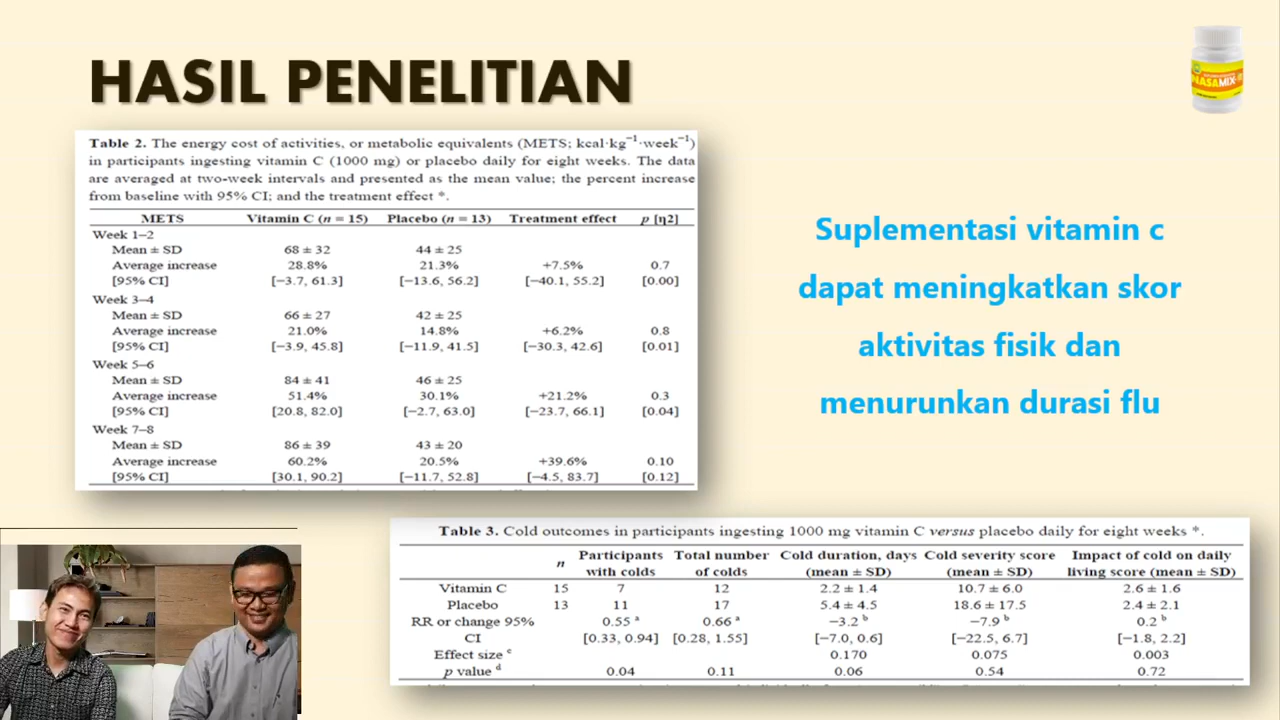 HASIL PENELITIAN
NASAMIX
Table 2. The energy cost of activities, or metabolic equivalents (METS; kcal·kg⁻¹·week⁻¹)
in participants ingesting vitamin C (1000 mg) or placebo daily for eight weeks. The data
are averaged at two-week intervals and presented as the mean value; the percent increase
from baseline with 95% CI; and the treatment effect *.
METS Vitamin C (n = 15) Placebo (n = 13) Treatment effect p [η2]
Week 1–2
Mean ± SD 68 ± 32 44 ± 25
Average increase 28.8% 21.3% +7.5% 0.7
[95% CI] [−3.7, 61.3] [−13.6, 56.2] [−40.1, 55.2] [0.00]
Week 3–4
Mean ± SD 66 ± 27 42 ± 25
Average increase 21.0% 14.8% +6.2% 0.8
[95% CI] [−3.9, 45.8] [−11.9, 41.5] [−30.3, 42.6] [0.01]
Week 5–6
Mean ± SD 84 ± 41 46 ± 25
Average increase 51.4% 30.1% +21.2% 0.3
[95% CI] [20.8, 82.0] [−2.7, 63.0] [−23.7, 66.1] [0.04]
Week 7–8
Mean ± SD 86 ± 39 43 ± 20
Average increase 60.2% 20.5% +39.6% 0.10
[95% CI] [30.1, 90.2] [−11.7, 52.8] [−4.5, 83.7] [0.12]
Suplementasi vitamin c
dapat meningkatkan skor
aktivitas fisik dan
menurunkan durasi flu
Table 3. Cold outcomes in participants ingesting 1000 mg vitamin C versus placebo daily for eight weeks *.
n Participants with colds Total number of colds Cold duration, days (mean ± SD) Cold severity score (mean ± SD) Impact of cold on daily living score (mean ± SD)
Vitamin C 15 7 12 2.2 ± 1.4 10.7 ± 6.0 2.6 ± 1.6
Placebo 13 11 17 5.4 ± 4.5 18.6 ± 17.5 2.4 ± 2.1
RR or change 95% 0.55 ᵃ 0.66 ᵃ −3.2 ᵇ −7.9 ᵇ 0.2 ᵇ
CI [0.33, 0.94] [0.28, 1.55] [−7.0, 0.6] [−22.5, 6.7] [−1.8, 2.2]
Effect size ᶜ 0.170 0.075 0.003
p value ᵈ 0.04 0.11 0.06 0.54 0.72